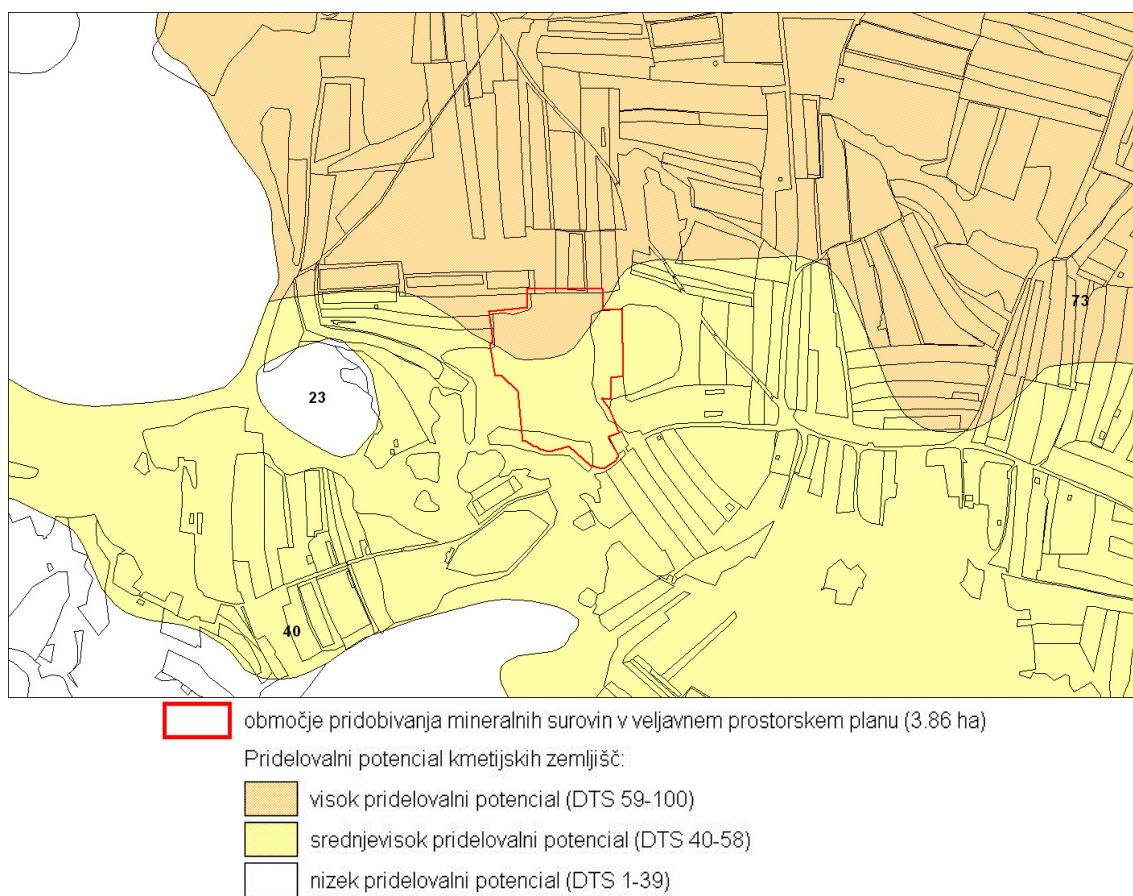 73
23
40
območje pridobivanja mineralnih surovin v veljavnem prostorskem planu (3.86 ha)
Pridelovalni potencial kmetijskih zemljišč:
visok pridelovalni potencial (DTS 59-100)
srednjevisok pridelovalni potencial (DTS 40-58)
nizek pridelovalni potencial (DTS 1-39)